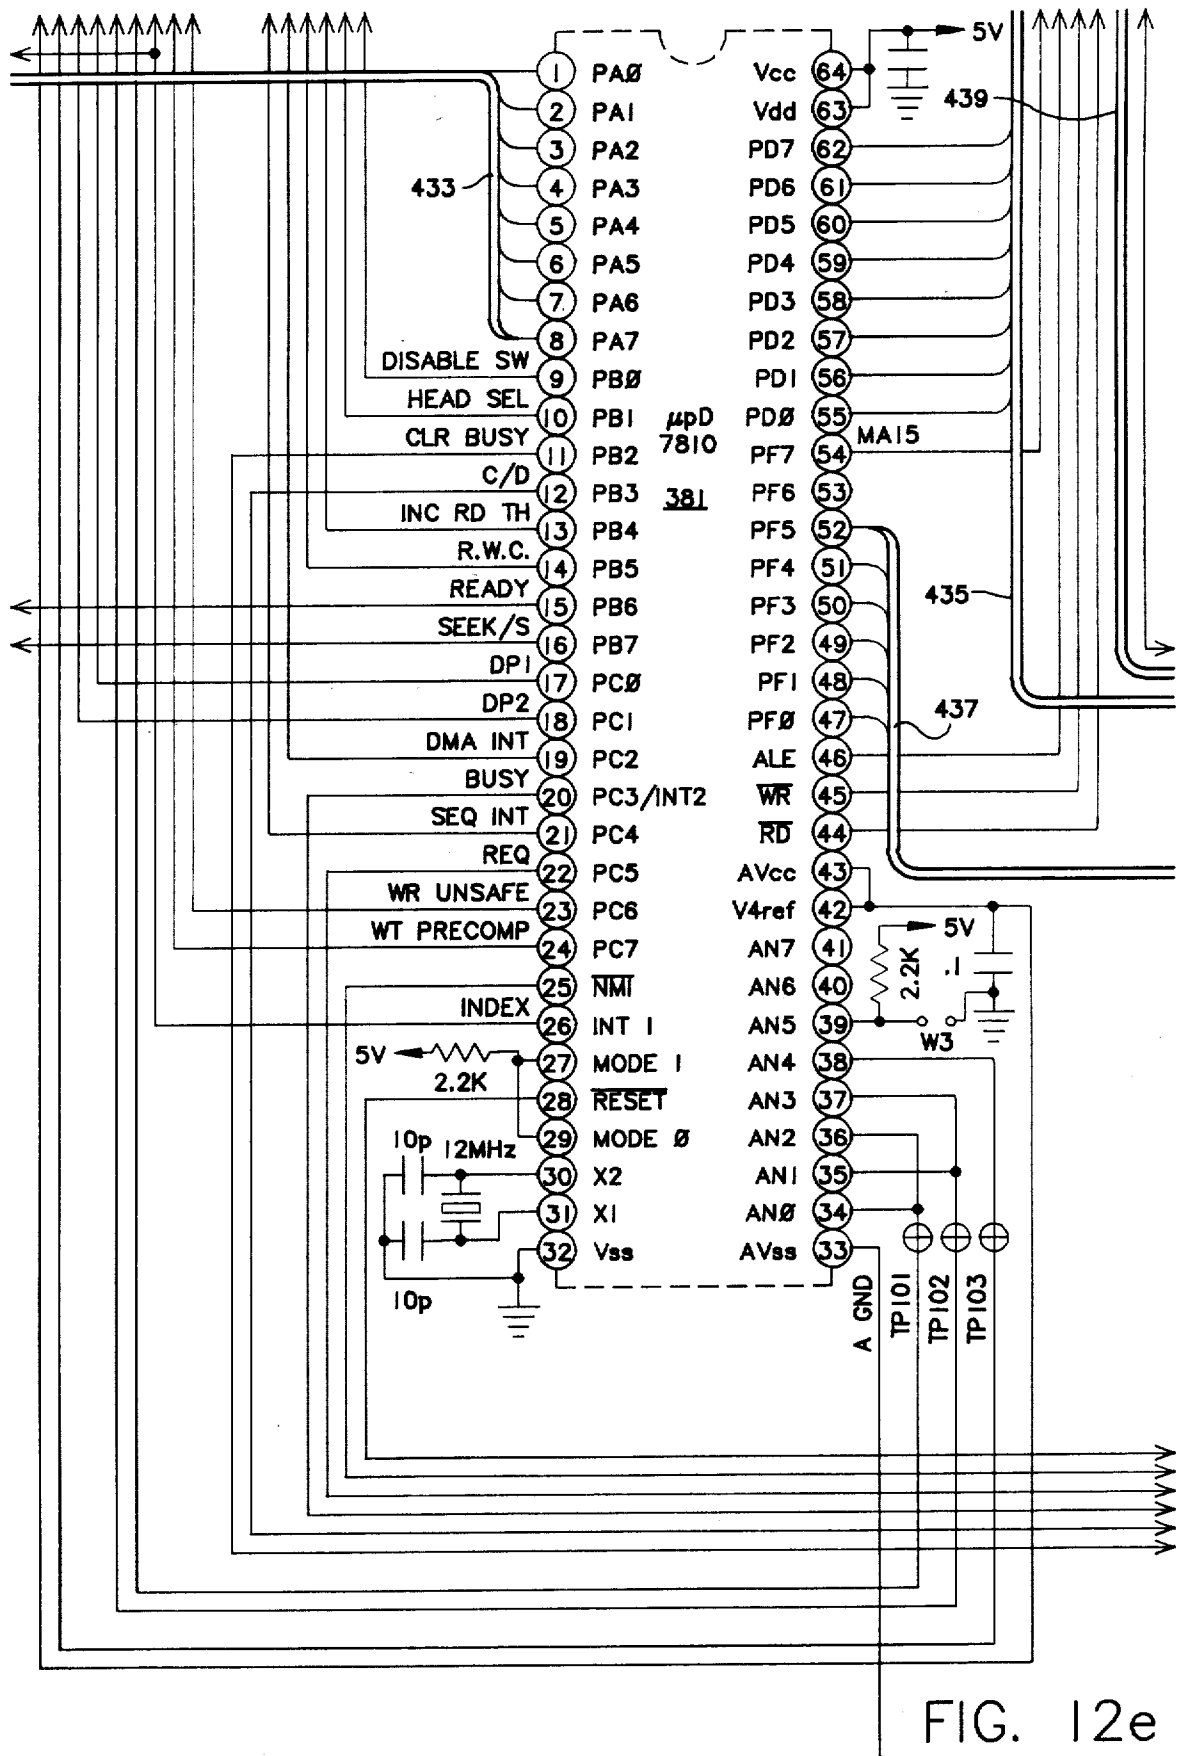 5V
1 PAØ Vcc 64
2 PA1 Vdd 63
439
3 PA2 PD7 62
433
4 PA3 PD6 61
5 PA4 PD5 60
6 PA5 PD4 59
7 PA6 PD3 58
8 PA7 PD2 57
DISABLE SW 9 PBØ PD1 56
HEAD SEL 10 PB1 µpD PDØ 55
7810
CLR BUSY 11 PB2 PF7 54 MA15
C/D 12 PB3 381 PF6 53
INC RD TH 13 PB4 PF5 52
R.W.C. 14 PB5 PF4 51
435
READY 15 PB6 PF3 50
SEEK/S 16 PB7 PF2 49
DP1 17 PCØ PF1 48
437
DP2 18 PC1 PFØ 47
DMA INT 19 PC2 ALE 46
BUSY 20 PC3/INT2 WR 45
SEQ INT 21 PC4 RD 44
REQ 22 PC5 AVcc 43
WR UNSAFE 23 PC6 V4ref 42
5V
WT PRECOMP 24 PC7 AN7 41
2.2K .1
25 NMI AN6 40
INDEX 26 INT 1 AN5 39
W3
5V 2.2K 27 MODE 1 AN4 38
28 RESET AN3 37
29 MODE Ø AN2 36
10p 12MHz
30 X2 AN1 35
31 X1 ANØ 34
32 Vss AVss 33
10p
A GND
TP101
TP102
TP103
FIG. 12e